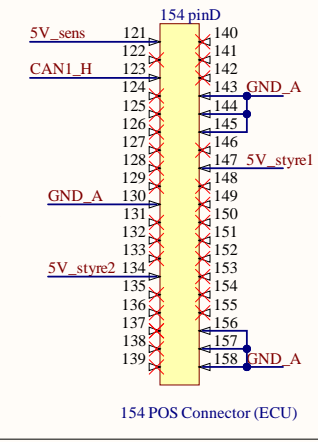 154 pinD
5V_sens 121 140
122 141
CAN1_H 123 142
124 143 GND_A
125 144
126 145
127 146
128 147 5V_styre1
129 148
GND_A 130 149
131 150
132 151
133 152
5V_styre2 134 153
135 154
136 155
137 156
138 157
139 158 GND_A
154 POS Connector (ECU)